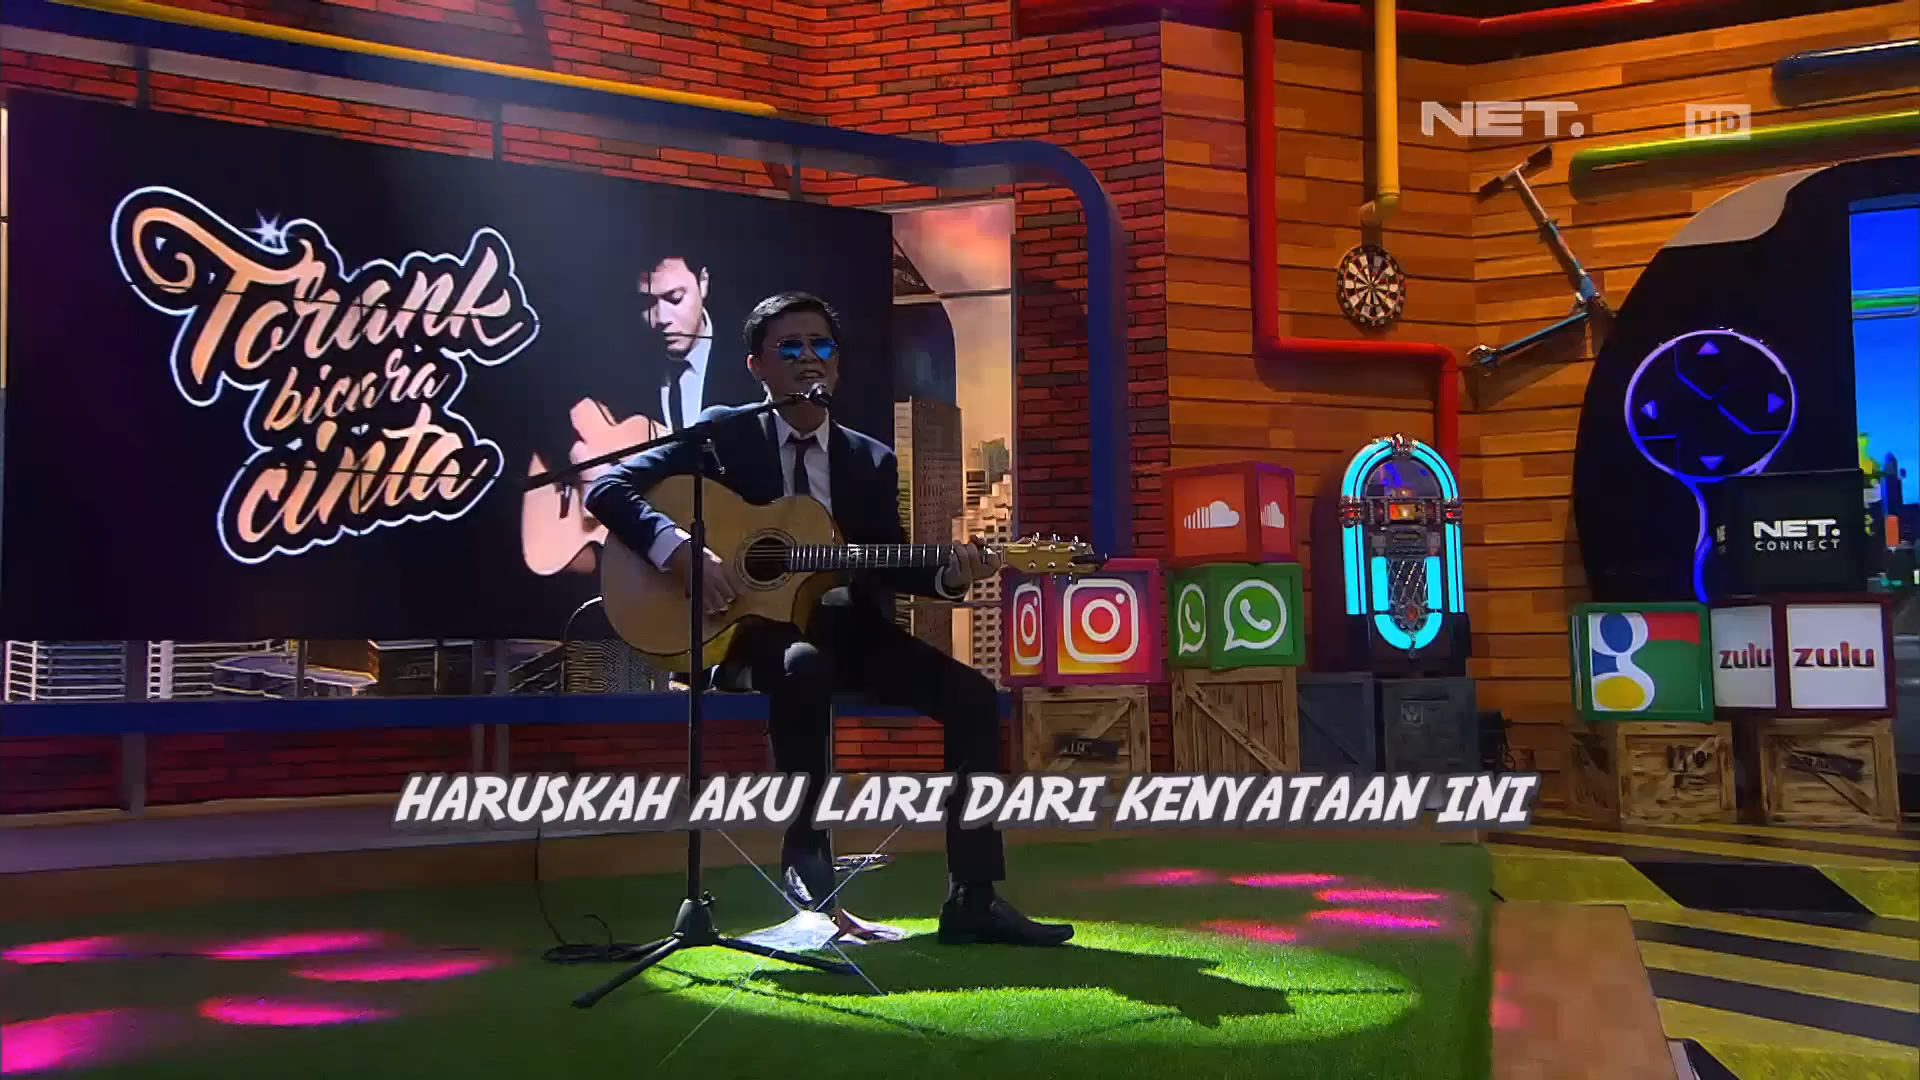 NET.
HD
Torank
bicara
cinta
NET.
CONNECT
zulu
zulu
HARUSKAH AKU LARI DARI KENYATAAN INI